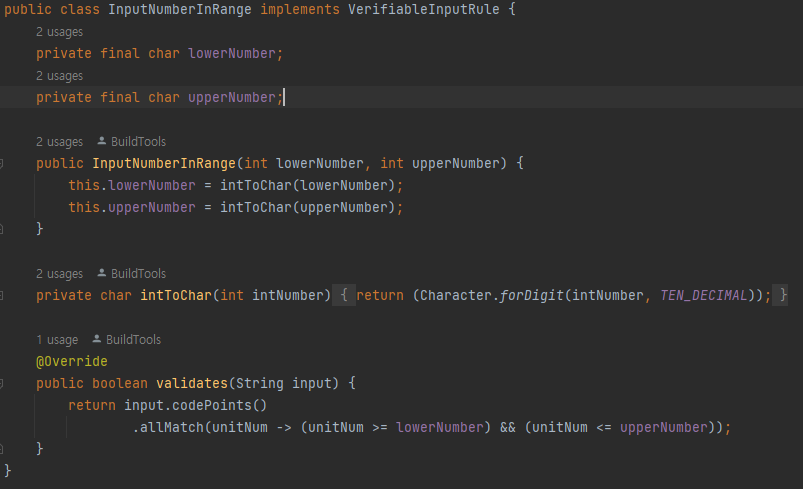 public class InputNumberInRange implements VerifiableInputRule {
2 usages
private final char lowerNumber;
2 usages
private final char upperNumber;
2 usages BuildTools
public InputNumberInRange(int lowerNumber, int upperNumber) {
this.lowerNumber = intToChar(lowerNumber);
this.upperNumber = intToChar(upperNumber);
}
2 usages BuildTools
private char intToChar(int intNumber) { return (Character.forDigit(intNumber, TEN_DECIMAL)); }
1 usage BuildTools
@Override
public boolean validates(String input) {
return input.codePoints()
.allMatch(unitNum -> (unitNum >= lowerNumber) && (unitNum <= upperNumber));
}
}